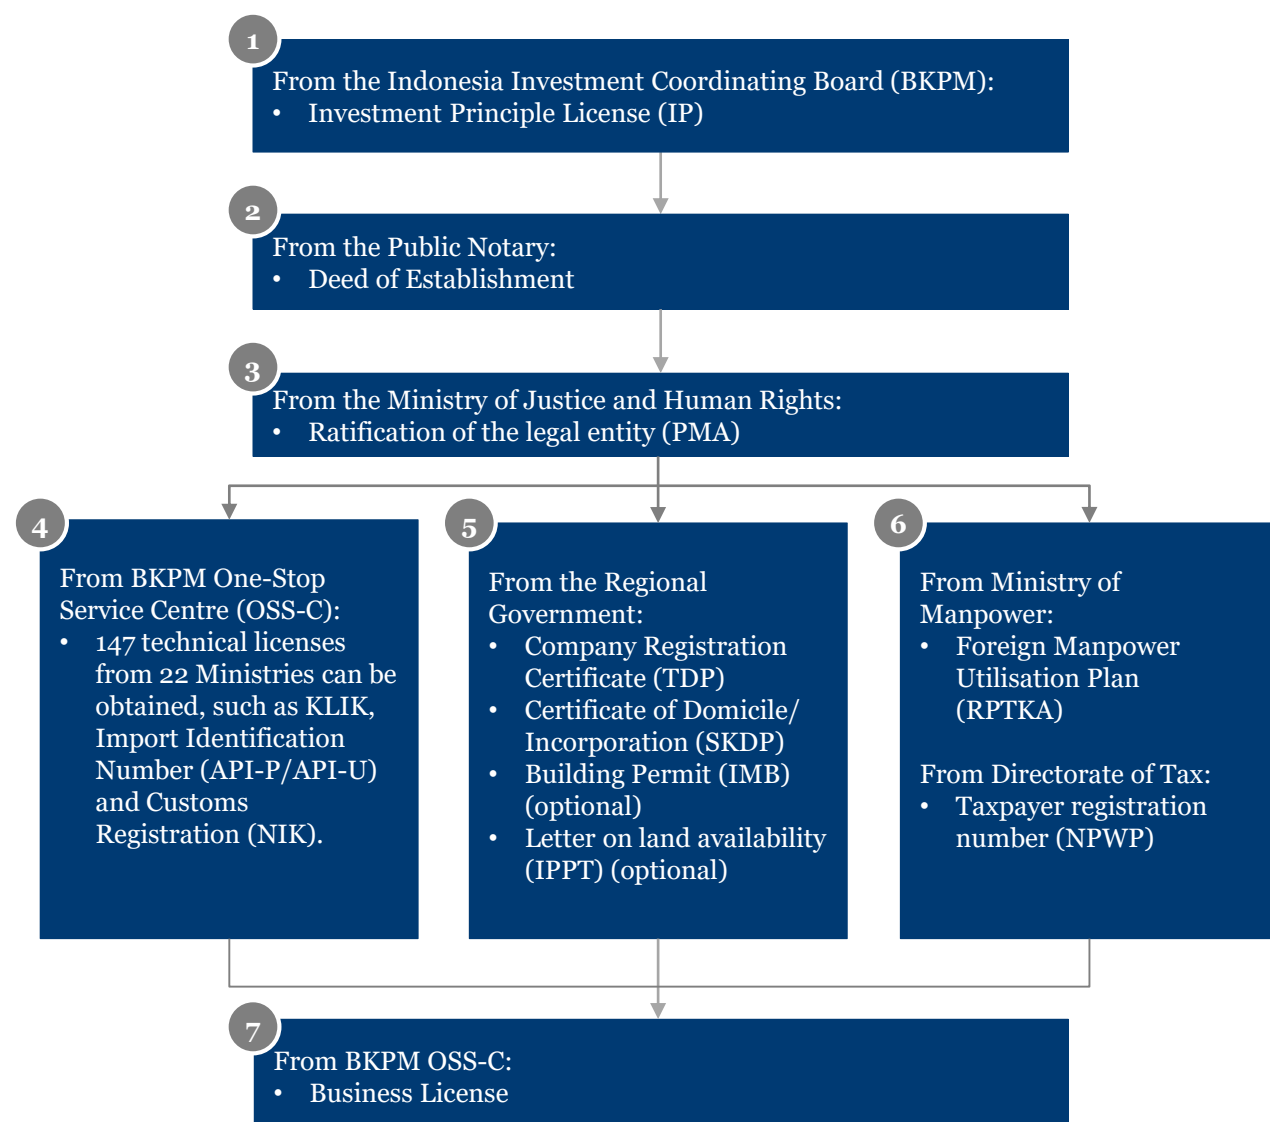 1
From the Indonesia Investment Coordinating Board (BKPM):
• Investment Principle License (IP)
2
From the Public Notary:
• Deed of Establishment
3
From the Ministry of Justice and Human Rights:
• Ratification of the legal entity (PMA)
4
From BKPM One-Stop
Service Centre (OSS-C):
• 147 technical licenses
from 22 Ministries can be
obtained, such as KLIK,
Import Identification
Number (API-P/API-U)
and Customs
Registration (NIK).
5
From the Regional
Government:
• Company Registration
Certificate (TDP)
• Certificate of Domicile/
Incorporation (SKDP)
• Building Permit (IMB)
(optional)
• Letter on land availability
(IPPT) (optional)
6
From Ministry of
Manpower:
• Foreign Manpower
Utilisation Plan
(RPTKA)
From Directorate of Tax:
• Taxpayer registration
number (NPWP)
7
From BKPM OSS-C:
• Business License